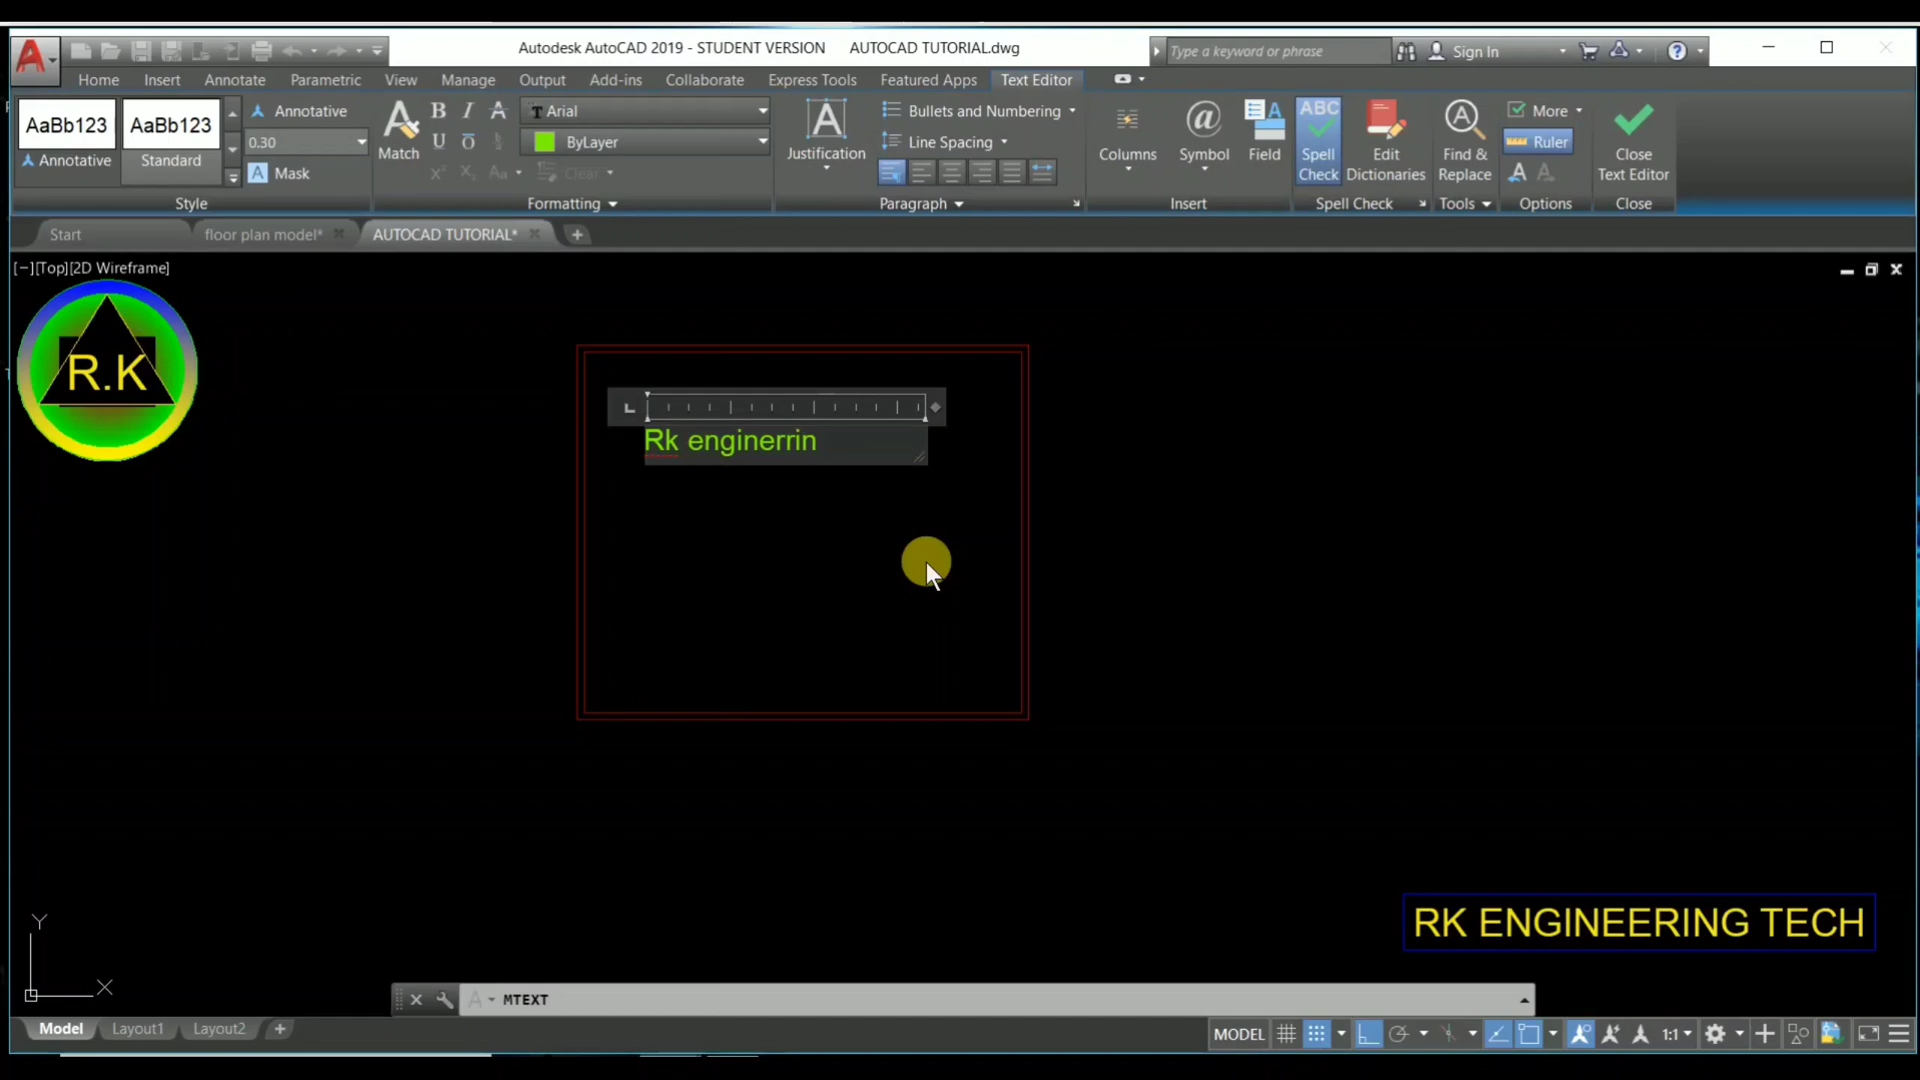 Autodesk AutoCAD 2019 - STUDENT VERSION AUTOCAD TUTORIAL.dwg
Type a keyword or phrase
Sign In
Home Insert Annotate Parametric View Manage Output Add-ins Collaborate Express Tools Featured Apps Text Editor
AaBb123 AaBb123
Annotative Standard
Annotative
0.30
Mask
Style
Match
B I A
U O
Arial
ByLayer
Aa
Clear
Formatting
A
Justification
Bullets and Numbering
Line Spacing
Paragraph
Columns
@
Symbol
Field
Insert
ABC
Spell Check
Edit Dictionaries
Spell Check
Find & Replace
Tools
More
Ruler
Options
Close Text Editor
Close
Start floor plan model* AUTOCAD TUTORIAL*
[−][Top][2D Wireframe]
R.K
Rk enginerrin
RK ENGINEERING TECH
Y
X
MTEXT
Model Layout1 Layout2
MODEL 1:1